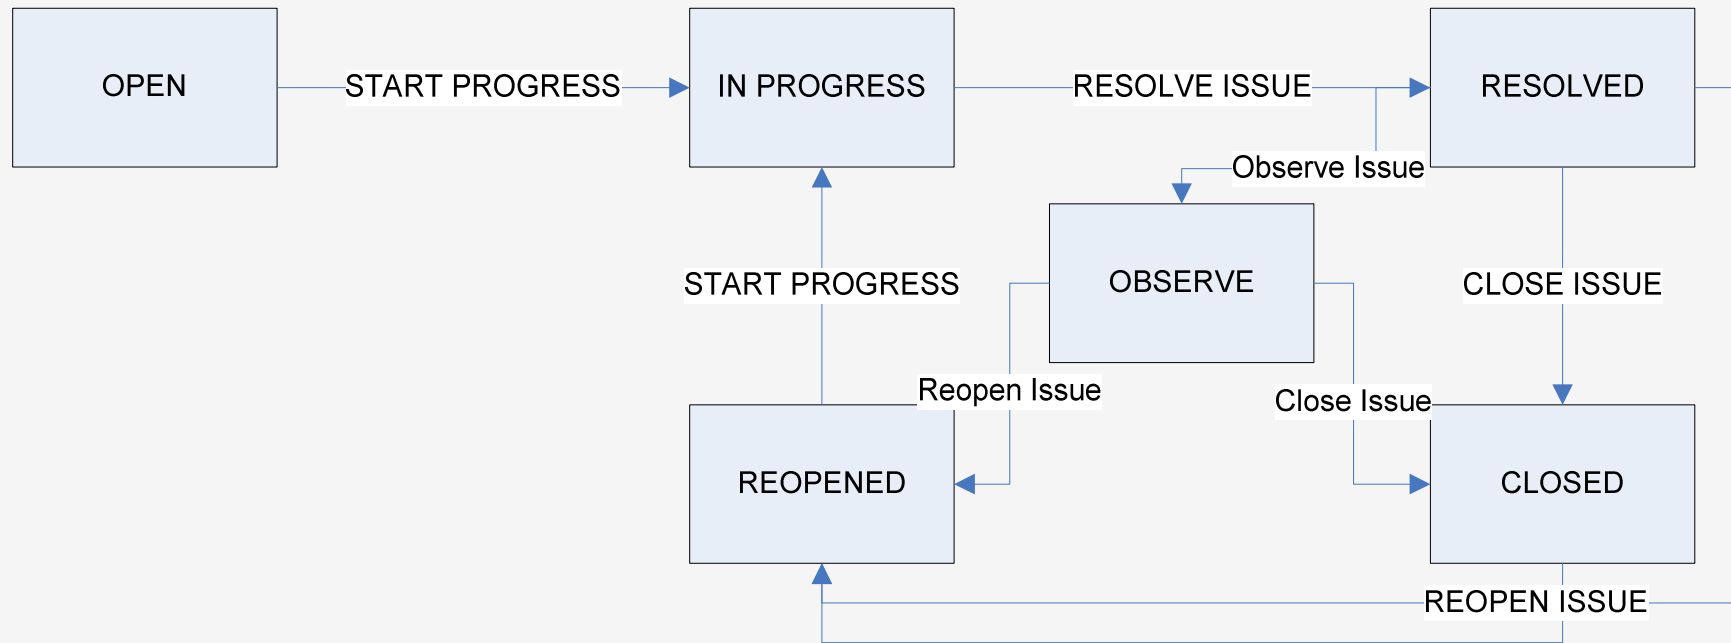 OPEN
START PROGRESS
IN PROGRESS
RESOLVE ISSUE
RESOLVED
Observe Issue
START PROGRESS
OBSERVE
CLOSE ISSUE
Reopen Issue
Close Issue
REOPENED
CLOSED
REOPEN ISSUE